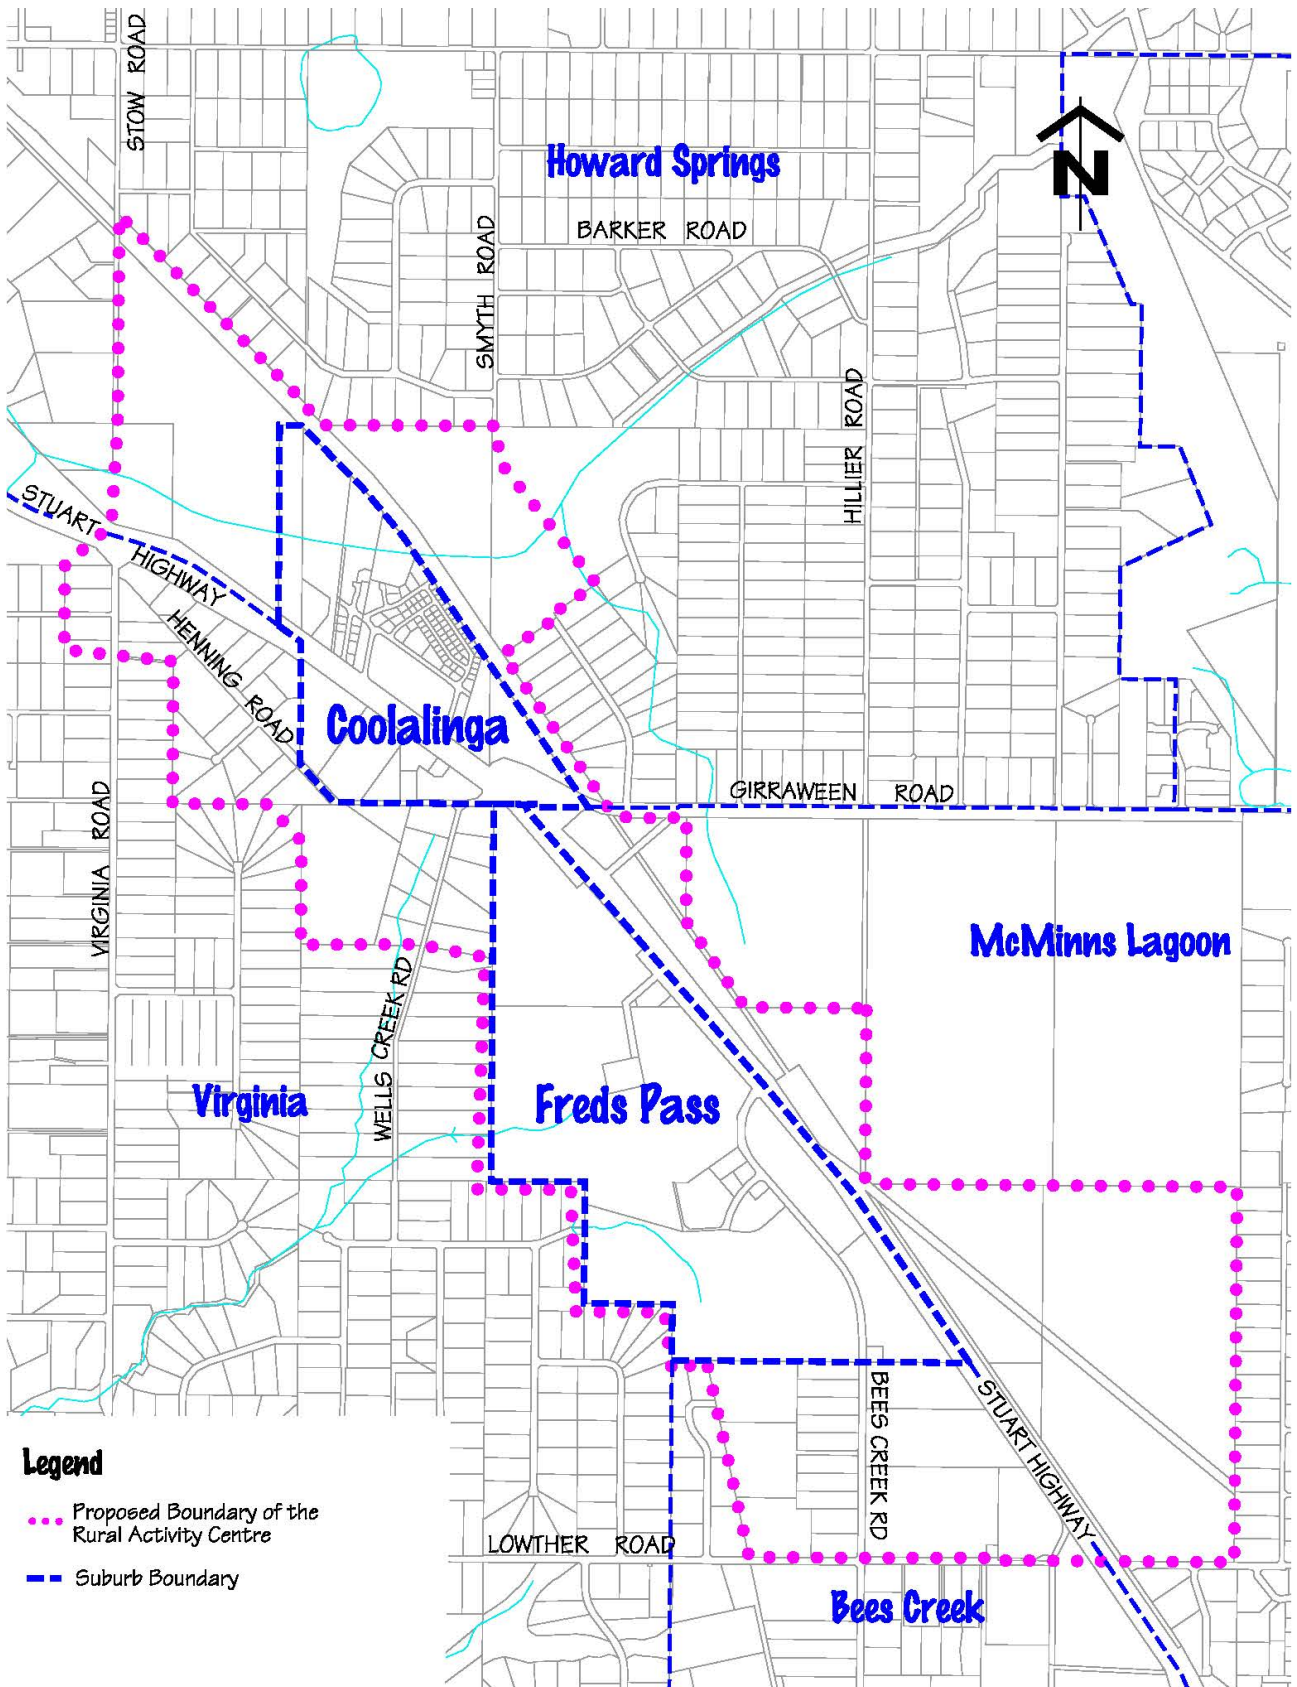 STOW ROAD
N
Howard Springs
BARKER ROAD
SMYTH ROAD
HILLIER ROAD
STUART
HIGHWAY
HENNING ROAD
Coolalinga
GIRRAWEEN ROAD
VIRGINIA ROAD
McMinns Lagoon
WELLS CREEK RD
Virginia
Freds Pass
BEES CREEK RD
STUART HIGHWAY
Legend
Proposed Boundary of the
Rural Activity Centre
Suburb Boundary
LOWTHER ROAD
Bees Creek